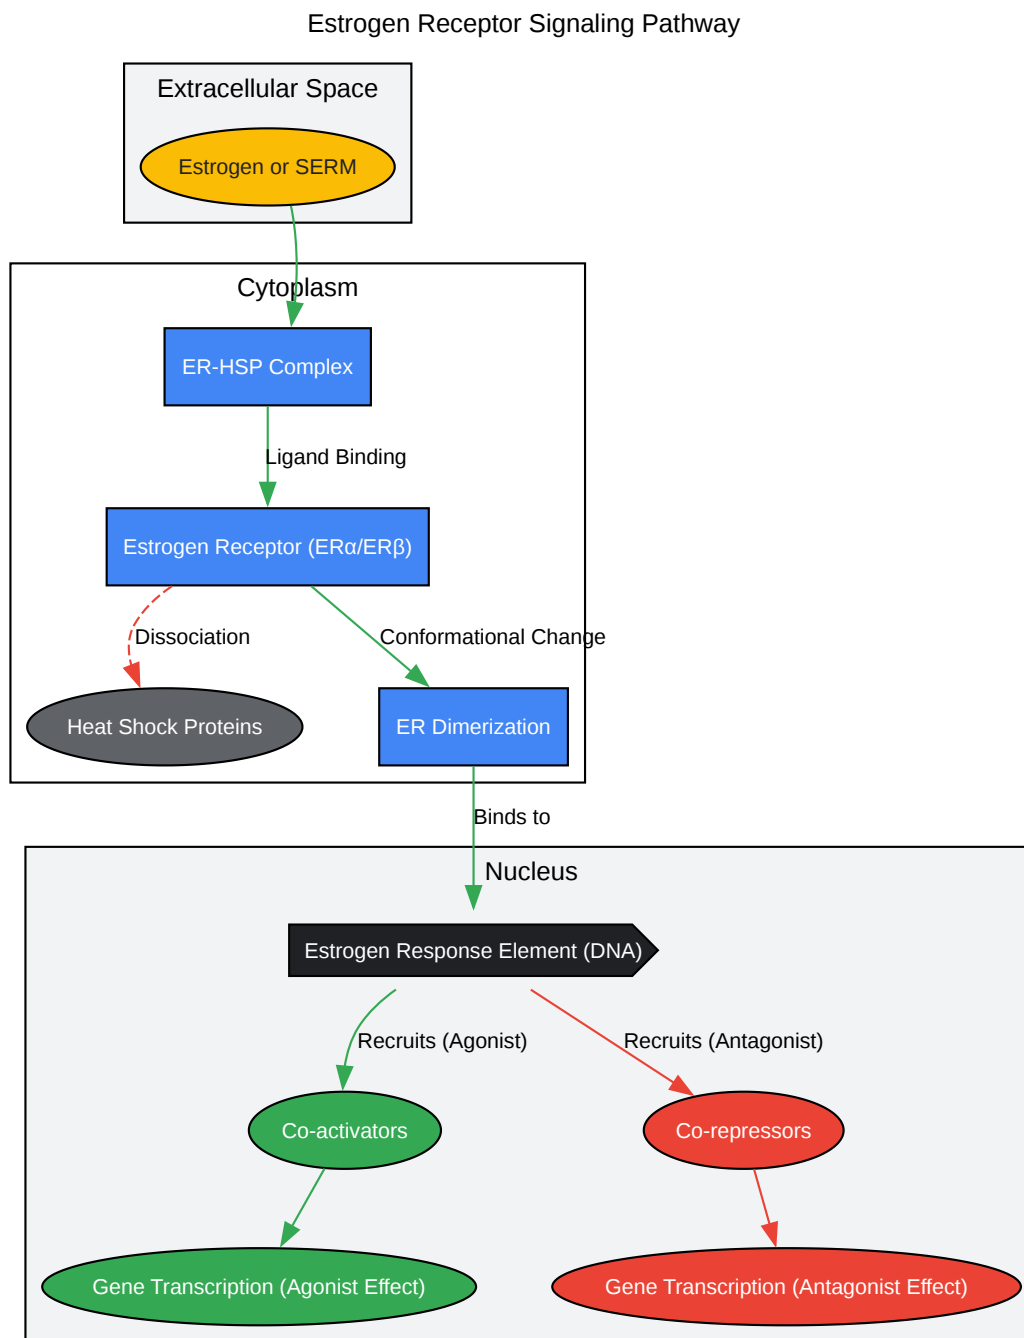 Estrogen Receptor Signaling Pathway
Extracellular Space
Estrogen or SERM
Cytoplasm
ER-HSP Complex
Ligand Binding
Estrogen Receptor (ERα/ERβ)
Dissociation
Conformational Change
Heat Shock Proteins
ER Dimerization
Binds to
Nucleus
Estrogen Response Element (DNA)
Recruits (Agonist)
Recruits (Antagonist)
Co-activators
Co-repressors
Gene Transcription (Agonist Effect)
Gene Transcription (Antagonist Effect)